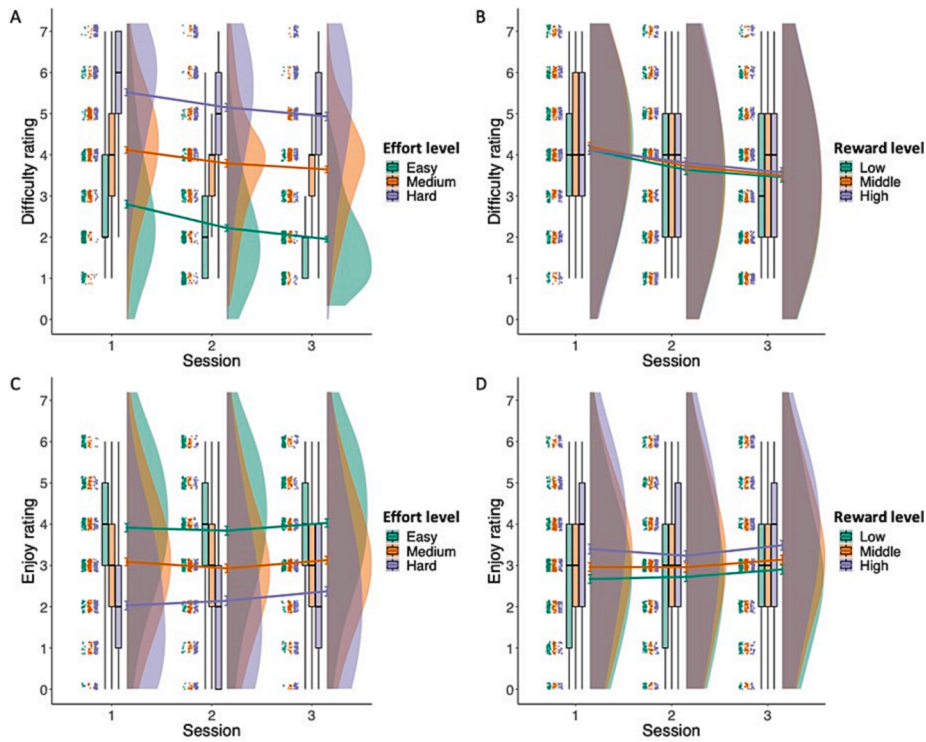 A
7
6
5
4
3
2
1
0
Difficulty rating
1 2 3
Session
Effort level
Easy
Medium
Hard
B
7
6
5
4
3
2
1
0
Difficulty rating
1 2 3
Session
Reward level
Low
Middle
High
C
7
6
5
4
3
2
1
0
Enjoy rating
1 2 3
Session
Effort level
Easy
Medium
Hard
D
7
6
5
4
3
2
1
0
Enjoy rating
1 2 3
Session
Reward level
Low
Middle
High